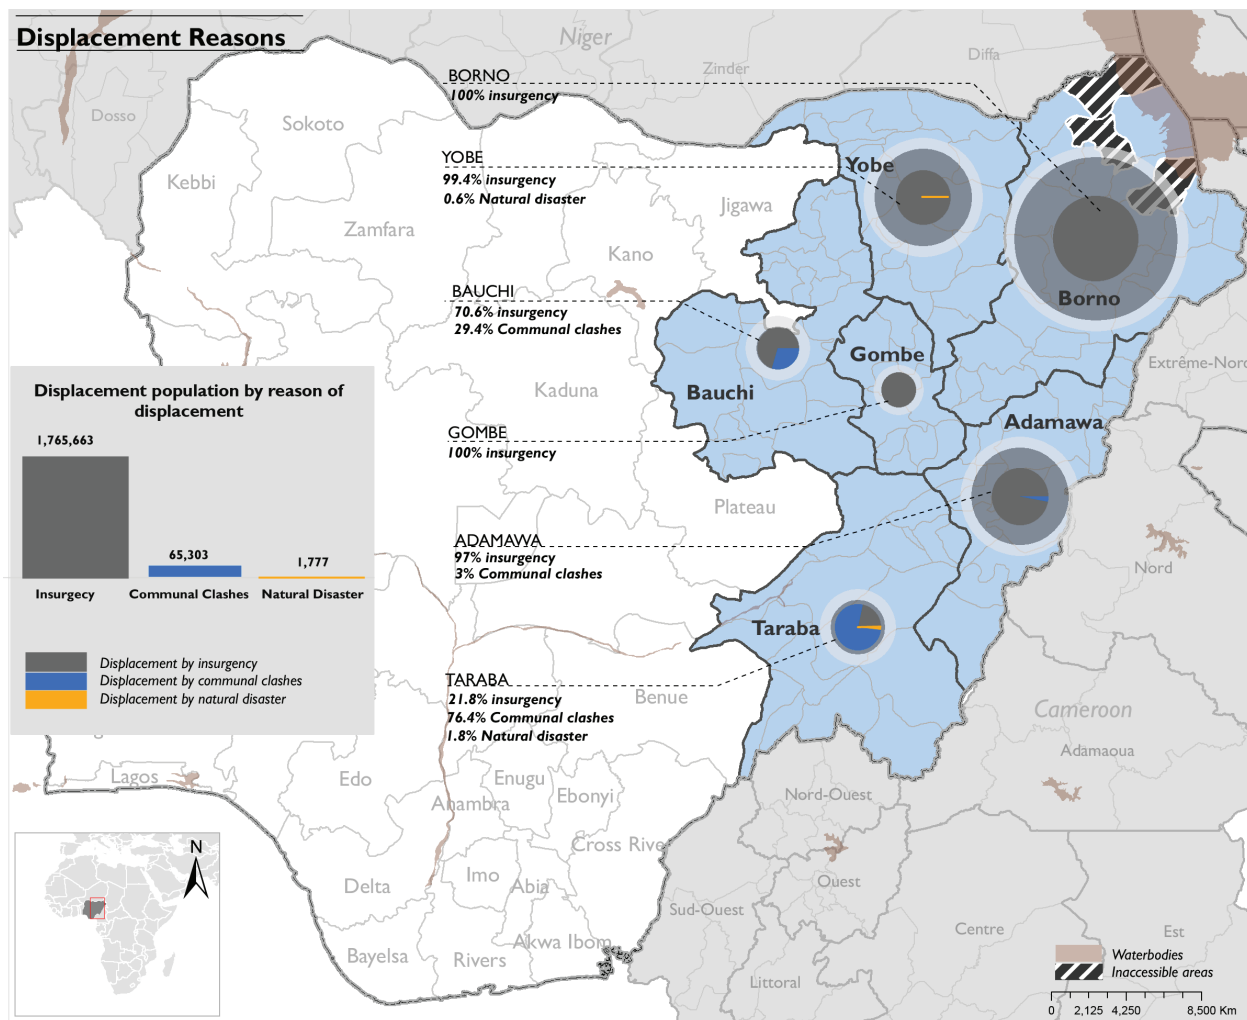 Displacement Reasons
Niger
Diffa
Zinder
Dosso
Sokoto
Kebbi
Zamfara
Kano
Jigawa
Kaduna
Plateau
Benue
BORNO
100% insurgency
YOBE
99.4% insurgency
0.6% Natural disaster
BAUCHI
70.6% insurgency
29.4% Communal clashes
GOMBE
100% insurgency
ADAMAWA
97% insurgency
3% Communal clashes
TARABA
21.8% insurgency
76.4% Communal clashes
1.8% Natural disaster
Yobe
Borno
Bauchi
Gombe
Adamawa
Taraba
Extrême-Nord
Nord
Cameroon
Adamaoua
Nord-Ouest
Ouest
Sud-Ouest
Littoral
Centre
Est
Displacement population by reason of
displacement
1,765,663
65,303
1,777
Insurgecy
Communal Clashes
Natural Disaster
Displacement by insurgency
Displacement by communal clashes
Displacement by natural disaster
Lagos
Edo
Enugu
Anambra
Ebonyi
Cross Rive
Imo
Abia
Delta
Akwa Ibom
Bayelsa
Rivers
N
Waterbodies
Inaccessible areas
0 2,125 4,250 8,500 Km